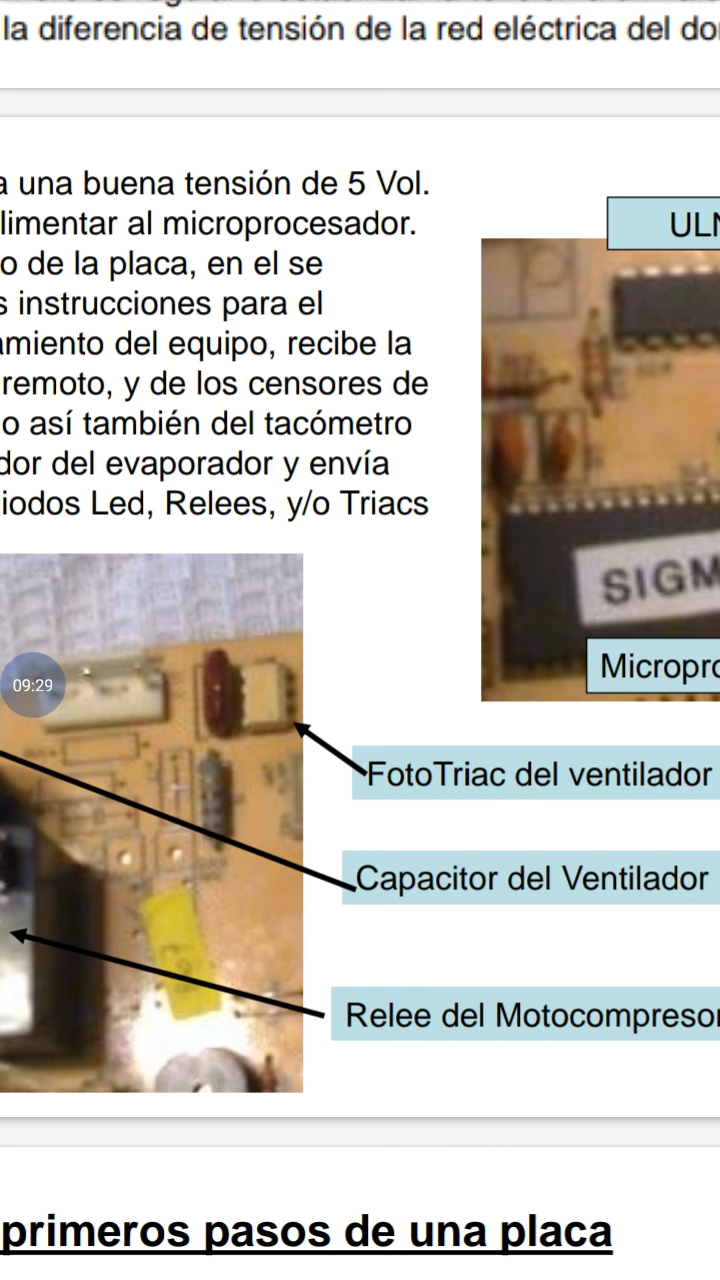 la diferencia de tensión de la red eléctrica del
a una buena tensión de 5 Vol.
limentar al microprocesador.
o de la placa, en el se
s instrucciones para el
amiento del equipo, recibe la
remoto, y de los censores de
o así también del tacómetro
dor del evaporador y envía
iodos Led, Relees, y/o Triacs
ULN
SIGM
Micropro
09:29
FotoTriac del ventilador
Capacitor del Ventilador
Relee del Motocompresor
primeros pasos de una placa